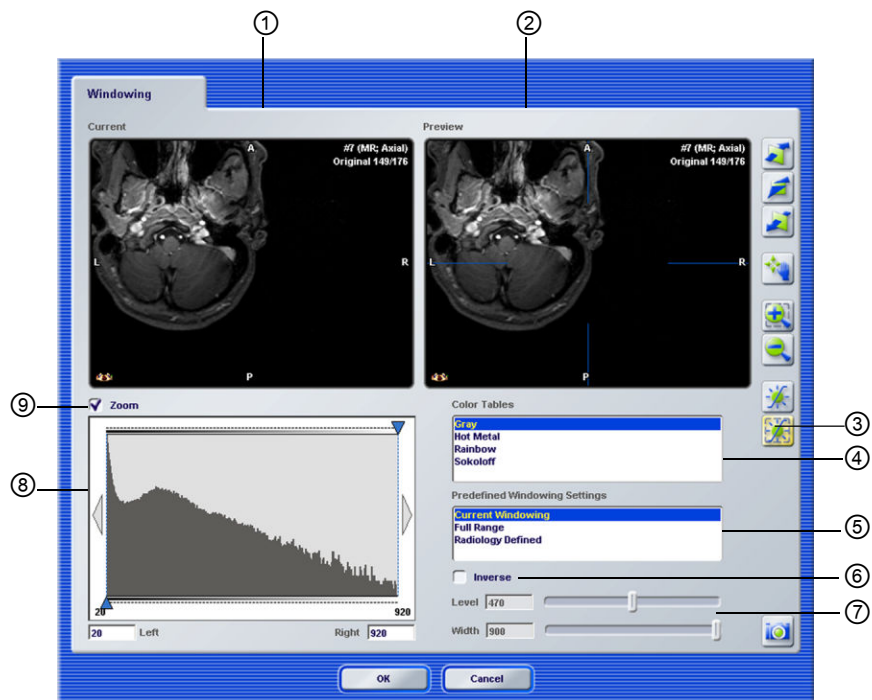 ① ②
Windowing
Current Preview
A #7 (MR; Axial) A #7 (MR; Axial)
Original 149/176 Original 149/176
L R L R
P P
⑨ Zoom Color Tables
Gray ③
Hot Metal
Rainbow ④
Sokoloff
⑧ Predefined Windowing Settings
Current Windowing
Full Range ⑤
Radiology Defined
Inverse ⑥
Level 470 ⑦
20 920
20 Left Right 920 Width 900
OK Cancel